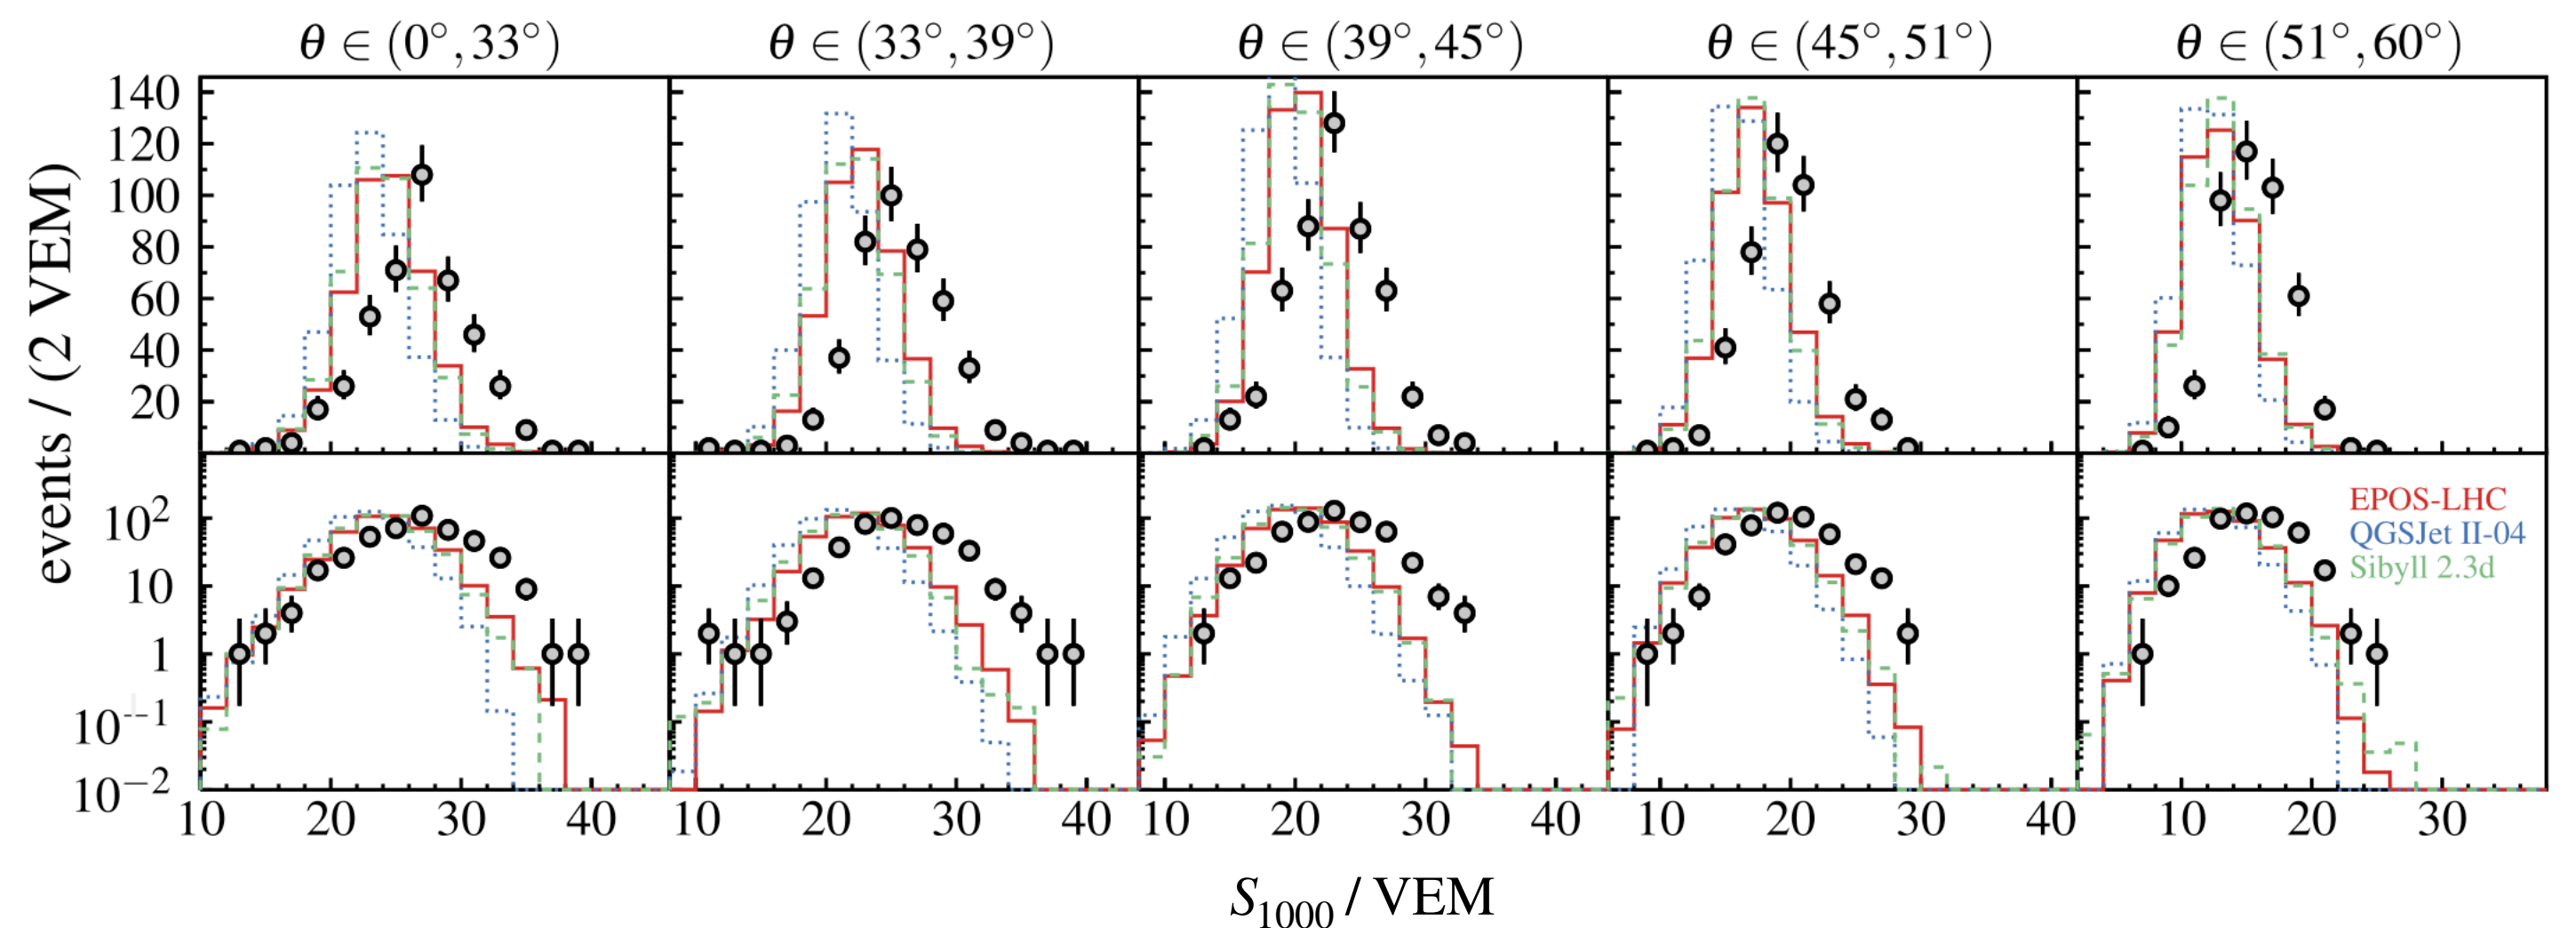 θ ∈ (0°, 33°) θ ∈ (33°, 39°) θ ∈ (39°, 45°) θ ∈ (45°, 51°) θ ∈ (51°, 60°)
events / (2 VEM)
140
120
100
80
60
40
20
10²
10
1
10⁻¹
10⁻²
EPOS-LHC
QGSJet II-04
Sibyll 2.3d
10 20 30 40 10 20 30 40 10 20 30 40 10 20 30 40 10 20 30
S₁₀₀₀ / VEM